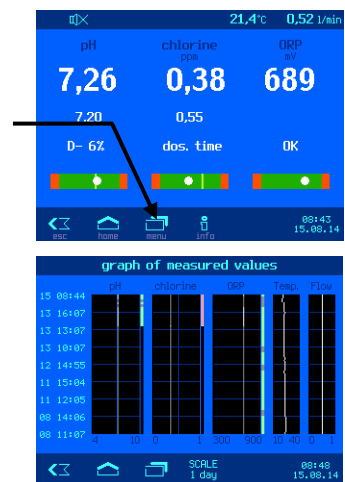 21,4°c 0,52 l/min
pH chlorine ORP
ppm mV
7,26 0,38 689
7,20 0,55
D- 6% dos. time OK
esc home menu info
08:43
15.08.14
graph of measured values
pH chlorine ORP Temp. Flow
15 08:44
13 16:07
13 13:07
13 10:07
12 14:55
11 15:04
11 12:05
08 14:06
08 11:07
4 10 0 1 300 900 10 40 0 1
SCALE 08:48
1 day 15.08.14